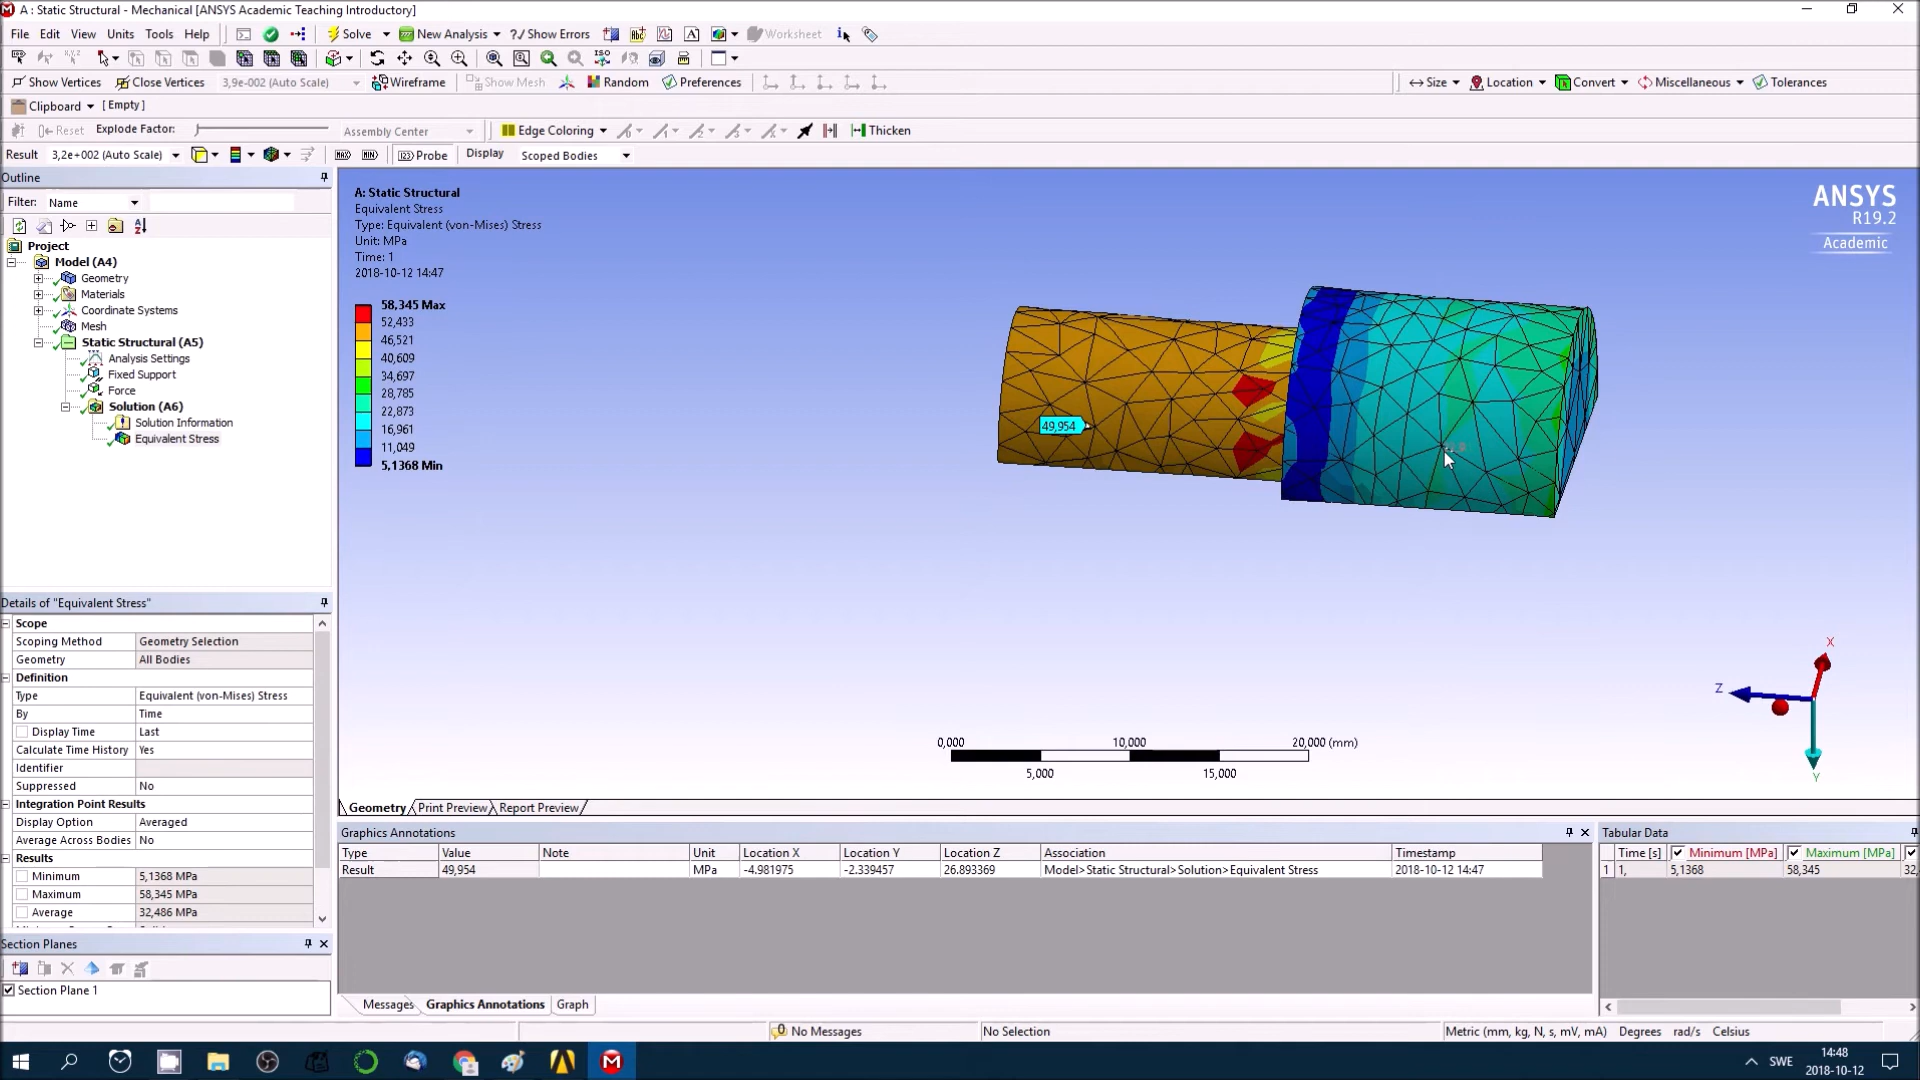 A : Static Structural - Mechanical [ANSYS Academic Teaching Introductory]
File Edit View Units Tools Help Solve New Analysis ?/ Show Errors Worksheet
Show Vertices Close Vertices 3,9e-002 (Auto Scale) Wireframe Show Mesh Random Preferences Size Location Convert Miscellaneous Tolerances
Clipboard [ Empty ]
Reset Explode Factor: Assembly Center Edge Coloring Thicken
Result 3,2e+002 (Auto Scale) Probe Display Scoped Bodies
Outline
Filter: Name
Project
Model (A4)
Geometry
Materials
Coordinate Systems
Mesh
Static Structural (A5)
Analysis Settings
Fixed Support
Force
Solution (A6)
Solution Information
Equivalent Stress
A: Static Structural
Equivalent Stress
Type: Equivalent (von-Mises) Stress
Unit: MPa
Time: 1
2018-10-12 14:47
58,345 Max
52,433
46,521
40,609
34,697
28,785
22,873
16,961
11,049
5,1368 Min
ANSYS
R19.2
Academic
49,954
X
Z
Y
0,000 10,000 20,000 (mm)
5,000 15,000
Details of "Equivalent Stress"
Scope
Scoping Method Geometry Selection
Geometry All Bodies
Definition
Type Equivalent (von-Mises) Stress
By Time
Display Time Last
Calculate Time History Yes
Identifier
Suppressed No
Integration Point Results
Display Option Averaged
Average Across Bodies No
Results
Minimum 5,1368 MPa
Maximum 58,345 MPa
Average 32,486 MPa
Section Planes
Section Plane 1
Geometry Print Preview Report Preview
Graphics Annotations
Type Value Note Unit Location X Location Y Location Z Association Timestamp
Result 49,954 MPa -4.981975 -2.339457 26.893369 Model>Static Structural>Solution>Equivalent Stress 2018-10-12 14:47
Tabular Data
Time [s] Minimum [MPa] Maximum [MPa]
1 1, 5,1368 58,345 32,
Messages Graphics Annotations Graph
No Messages No Selection Metric (mm, kg, N, s, mV, mA) Degrees rad/s Celsius
SWE 14:48
2018-10-12